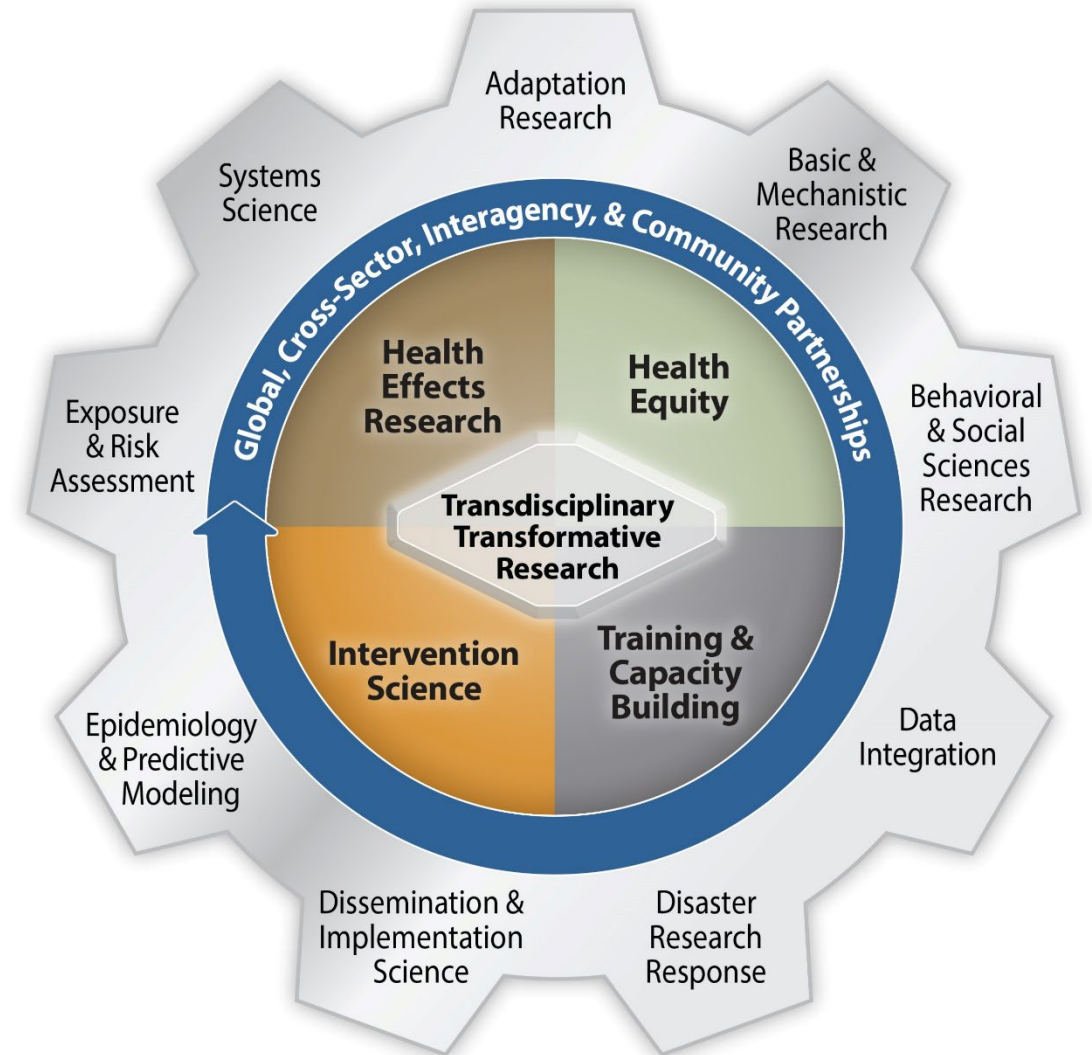 Adaptation
Research
Basic &
Mechanistic
Research
Behavioral
& Social
Sciences
Research
Data
Integration
Disaster
Research
Response
Dissemination &
Implementation
Science
Epidemiology
& Predictive
Modeling
Exposure
& Risk
Assessment
Systems
Science
Global, Cross-Sector, Interagency, & Community Partnerships
Health
Effects
Research
Health
Equity
Transdisciplinary
Transformative
Research
Intervention
Science
Training &
Capacity
Building